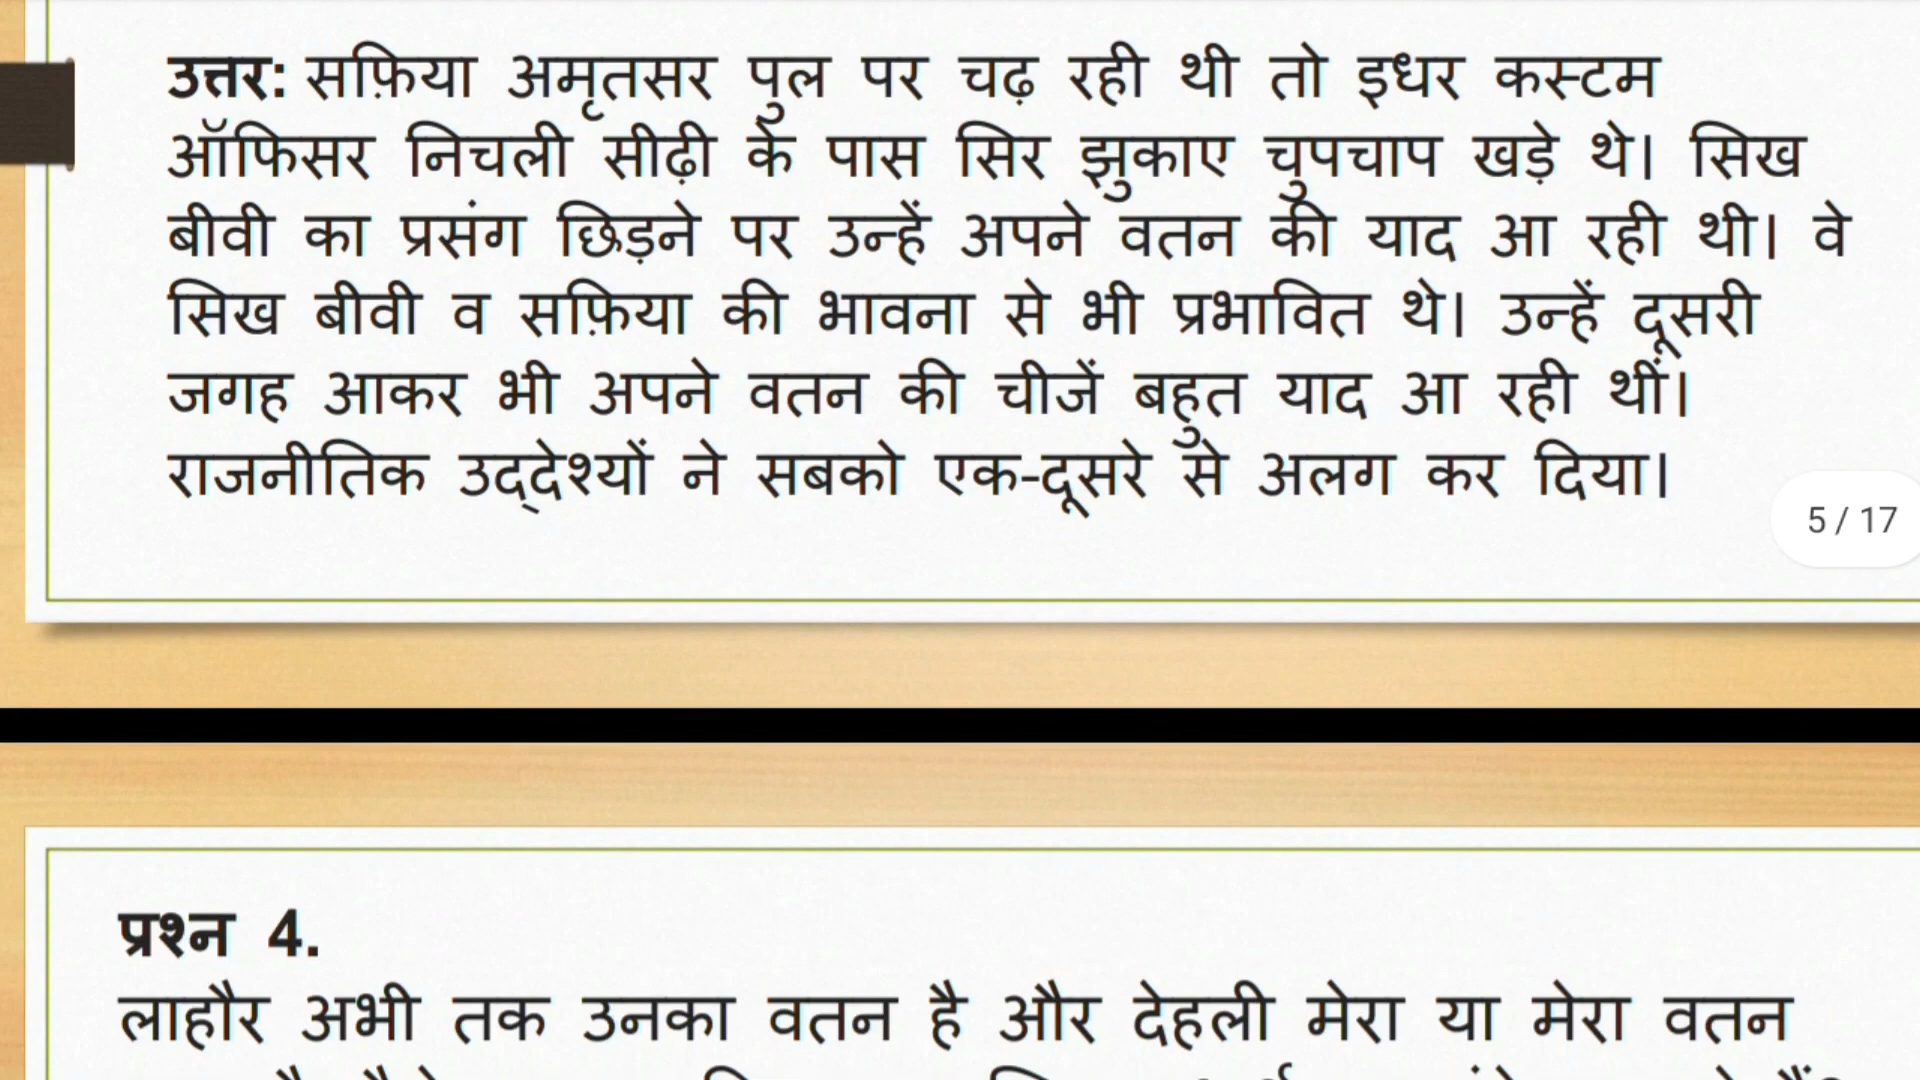 उत्तर: सफ़िया अमृतसर पुल पर चढ़ रही थी तो इधर कस्टम
ऑफिसर निचली सीढ़ी के पास सिर झुकाए चुपचाप खड़े थे। सिख
बीवी का प्रसंग छिड़ने पर उन्हें अपने वतन की याद आ रही थी। वे
सिख बीवी व सफ़िया की भावना से भी प्रभावित थे। उन्हें दूसरी
जगह आकर भी अपने वतन की चीजें बहुत याद आ रही थीं।
राजनीतिक उद्देश्यों ने सबको एक-दूसरे से अलग कर दिया।
5 / 17
प्रश्न 4.
लाहौर अभी तक उनका वतन है और देहली मेरा या मेरा वतन